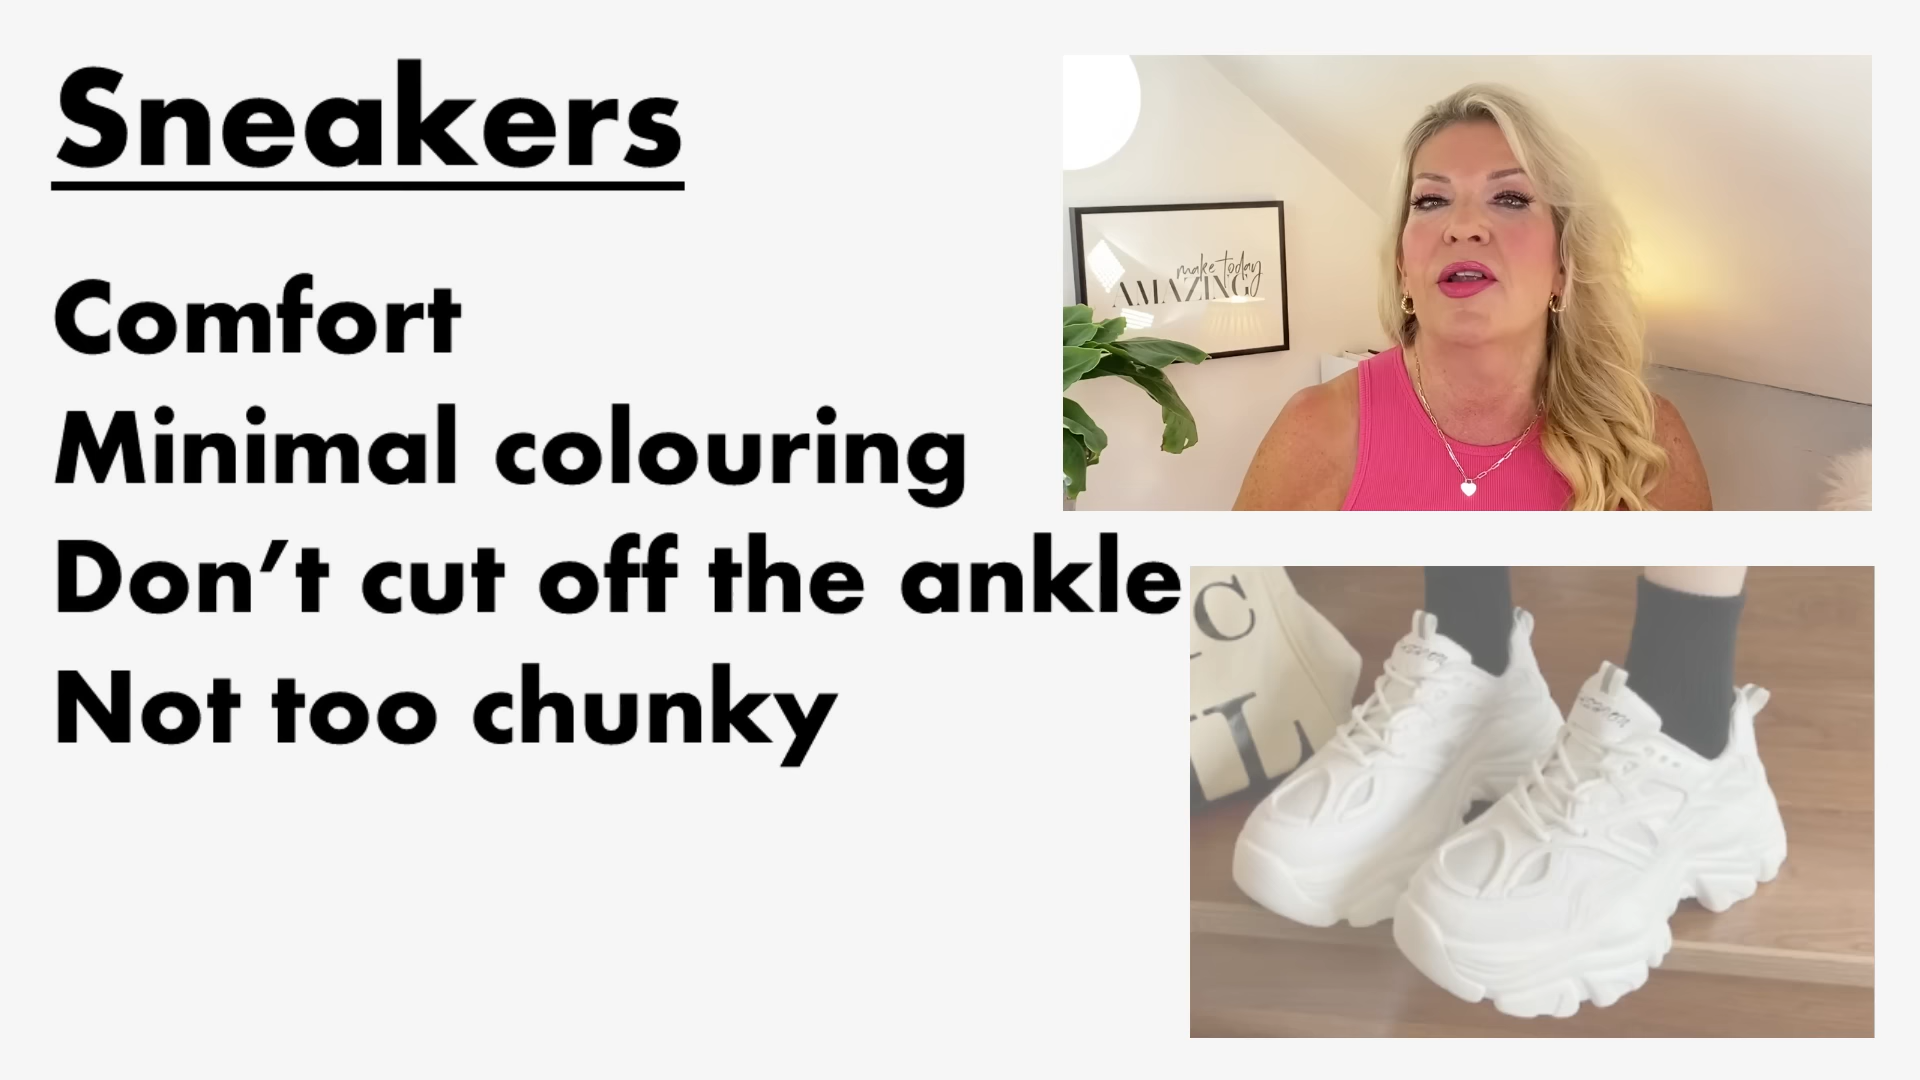 Sneakers
Comfort
Minimal colouring
Don’t cut off the ankle
Not too chunky
make today
AMAZING
C
L